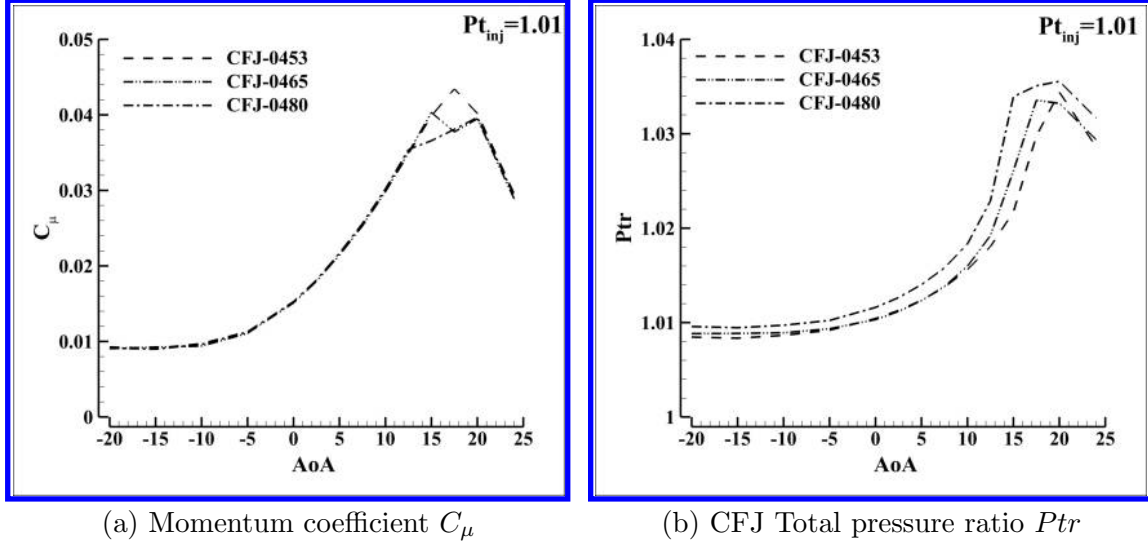 Pt_inj=1.01
0.05
0.04
0.03
0.02
0.01
0
C_μ
CFJ-0453
CFJ-0465
CFJ-0480
-20 -15 -10 -5 0 5 10 15 20 25
AoA
(a) Momentum coefficient C_μ
Pt_inj=1.01
1.04
1.03
1.02
1.01
1
Ptr
CFJ-0453
CFJ-0465
CFJ-0480
-20 -15 -10 -5 0 5 10 15 20 25
AoA
(b) CFJ Total pressure ratio Ptr